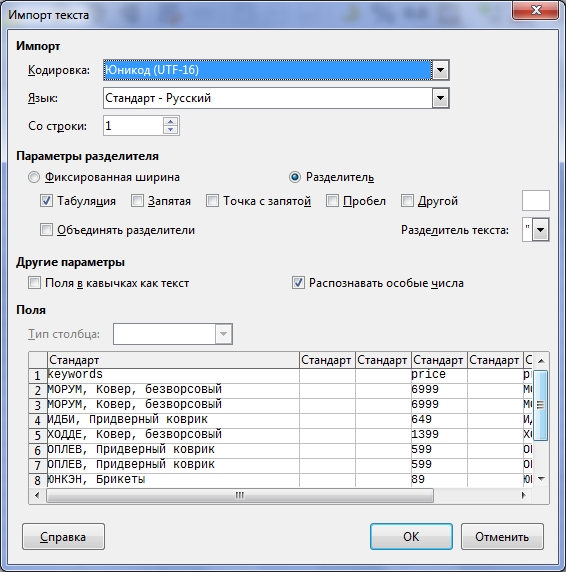 Импорт текста
Импорт
Кодировка: Юникод (UTF-16)
Язык: Стандарт - Русский
Со строки: 1
Параметры разделителя
Фиксированная ширина Разделитель
Табуляция Запятая Точка с запятой Пробел Другой
Объединять разделители Разделитель текста: "
Другие параметры
Поля в кавычках как текст Распознавать особые числа
Поля
Тип столбца:
Стандарт Стандарт Стандарт Стандарт Стандарт Станд
1 keywords price
2 МОРУМ, Ковер, безворсовый 6999
3 МОРУМ, Ковер, безворсовый 6999
4 ИДБИ, Придверный коврик 649
5 ХОДДЕ, Ковер, безворсовый 1399
6 ОПЛЕВ, Придверный коврик 599
7 ОПЛЕВ, Придверный коврик 599
8 ЮНКЭН, Брикеты 89
Справка OK Отменить